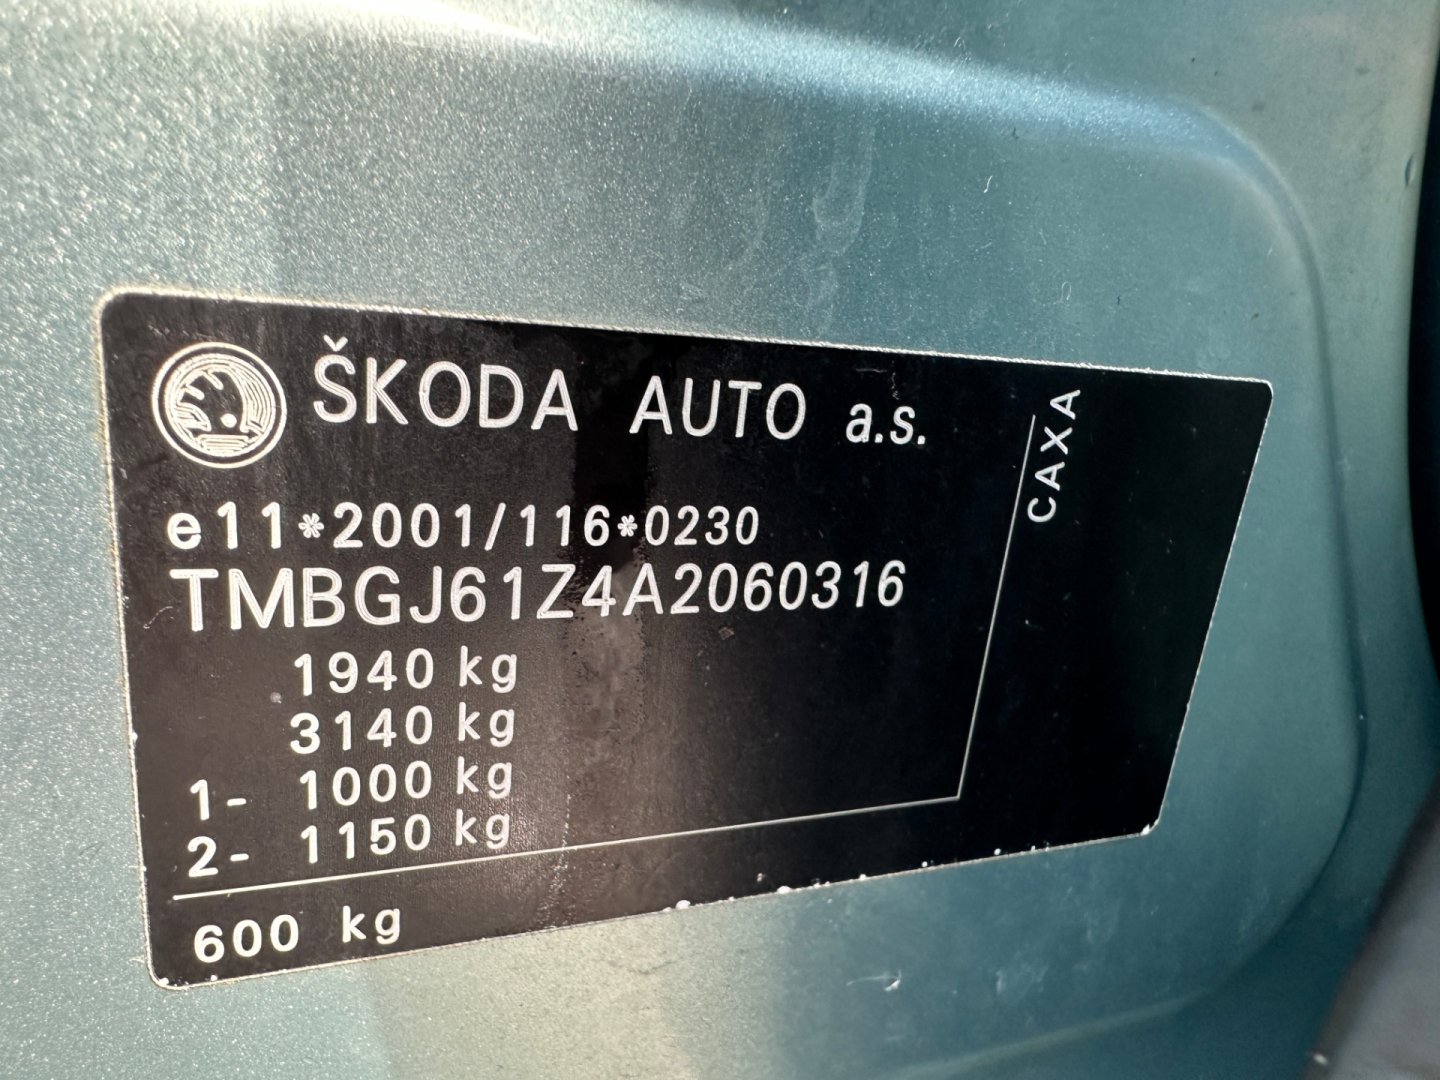 ŠKODA AUTO a.s.
e11*2001/116*0230
TMBGJ61Z4A2060316
1940 kg
3140 kg
1- 1000 kg
2- 1150 kg
600 kg
CAXA